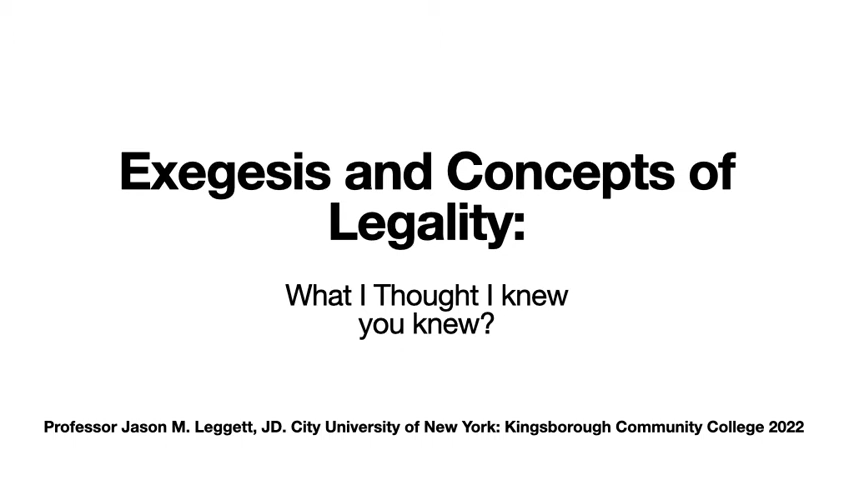 Exegesis and Concepts of
Legality:
What I Thought I knew
you knew?
Professor Jason M. Leggett, JD. City University of New York: Kingsborough Community College 2022